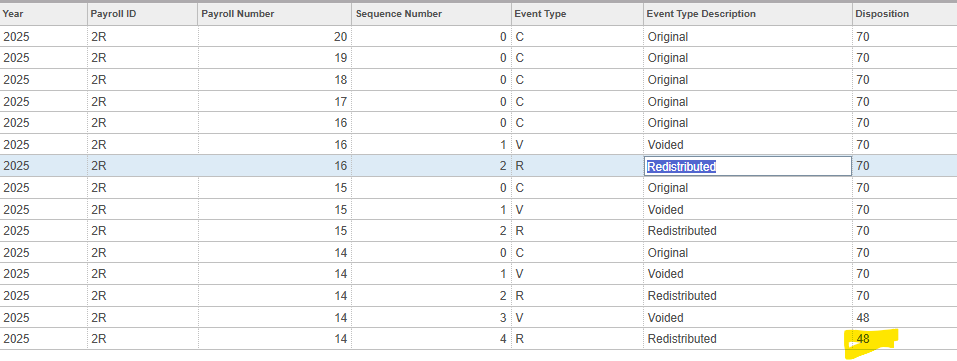 Year Payroll ID Payroll Number Sequence Number Event Type Event Type Description Disposition
2025 2R 20 0 C Original 70
2025 2R 19 0 C Original 70
2025 2R 18 0 C Original 70
2025 2R 17 0 C Original 70
2025 2R 16 0 C Original 70
2025 2R 16 1 V Voided 70
2025 2R 16 2 R Redistributed 70
2025 2R 15 0 C Original 70
2025 2R 15 1 V Voided 70
2025 2R 15 2 R Redistributed 70
2025 2R 14 0 C Original 70
2025 2R 14 1 V Voided 70
2025 2R 14 2 R Redistributed 70
2025 2R 14 3 V Voided 48
2025 2R 14 4 R Redistributed 48